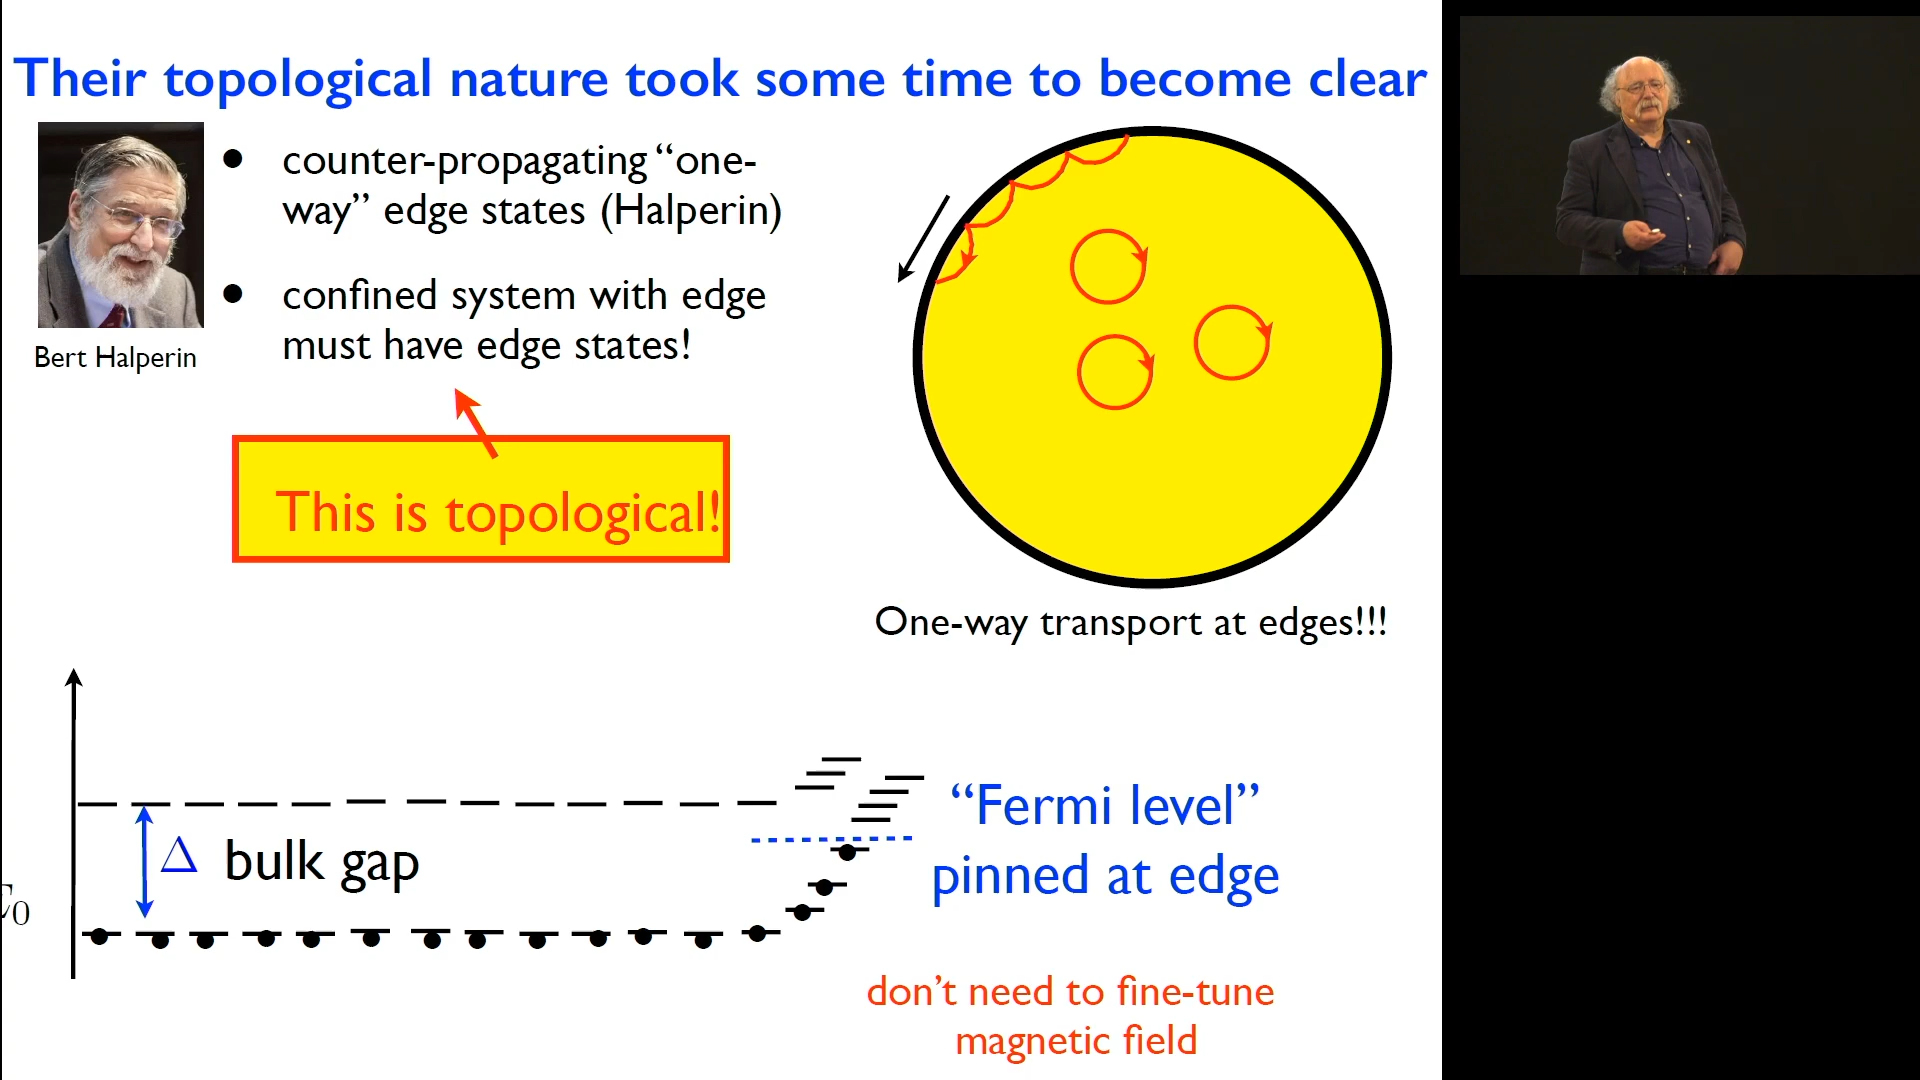 Their topological nature took some time to become clear
• counter-propagating “one-
way” edge states (Halperin)
• confined system with edge
must have edge states!
Bert Halperin
This is topological!
One-way transport at edges!!!
Δ bulk gap
E₀
“Fermi level”
pinned at edge
don’t need to fine-tune
magnetic field